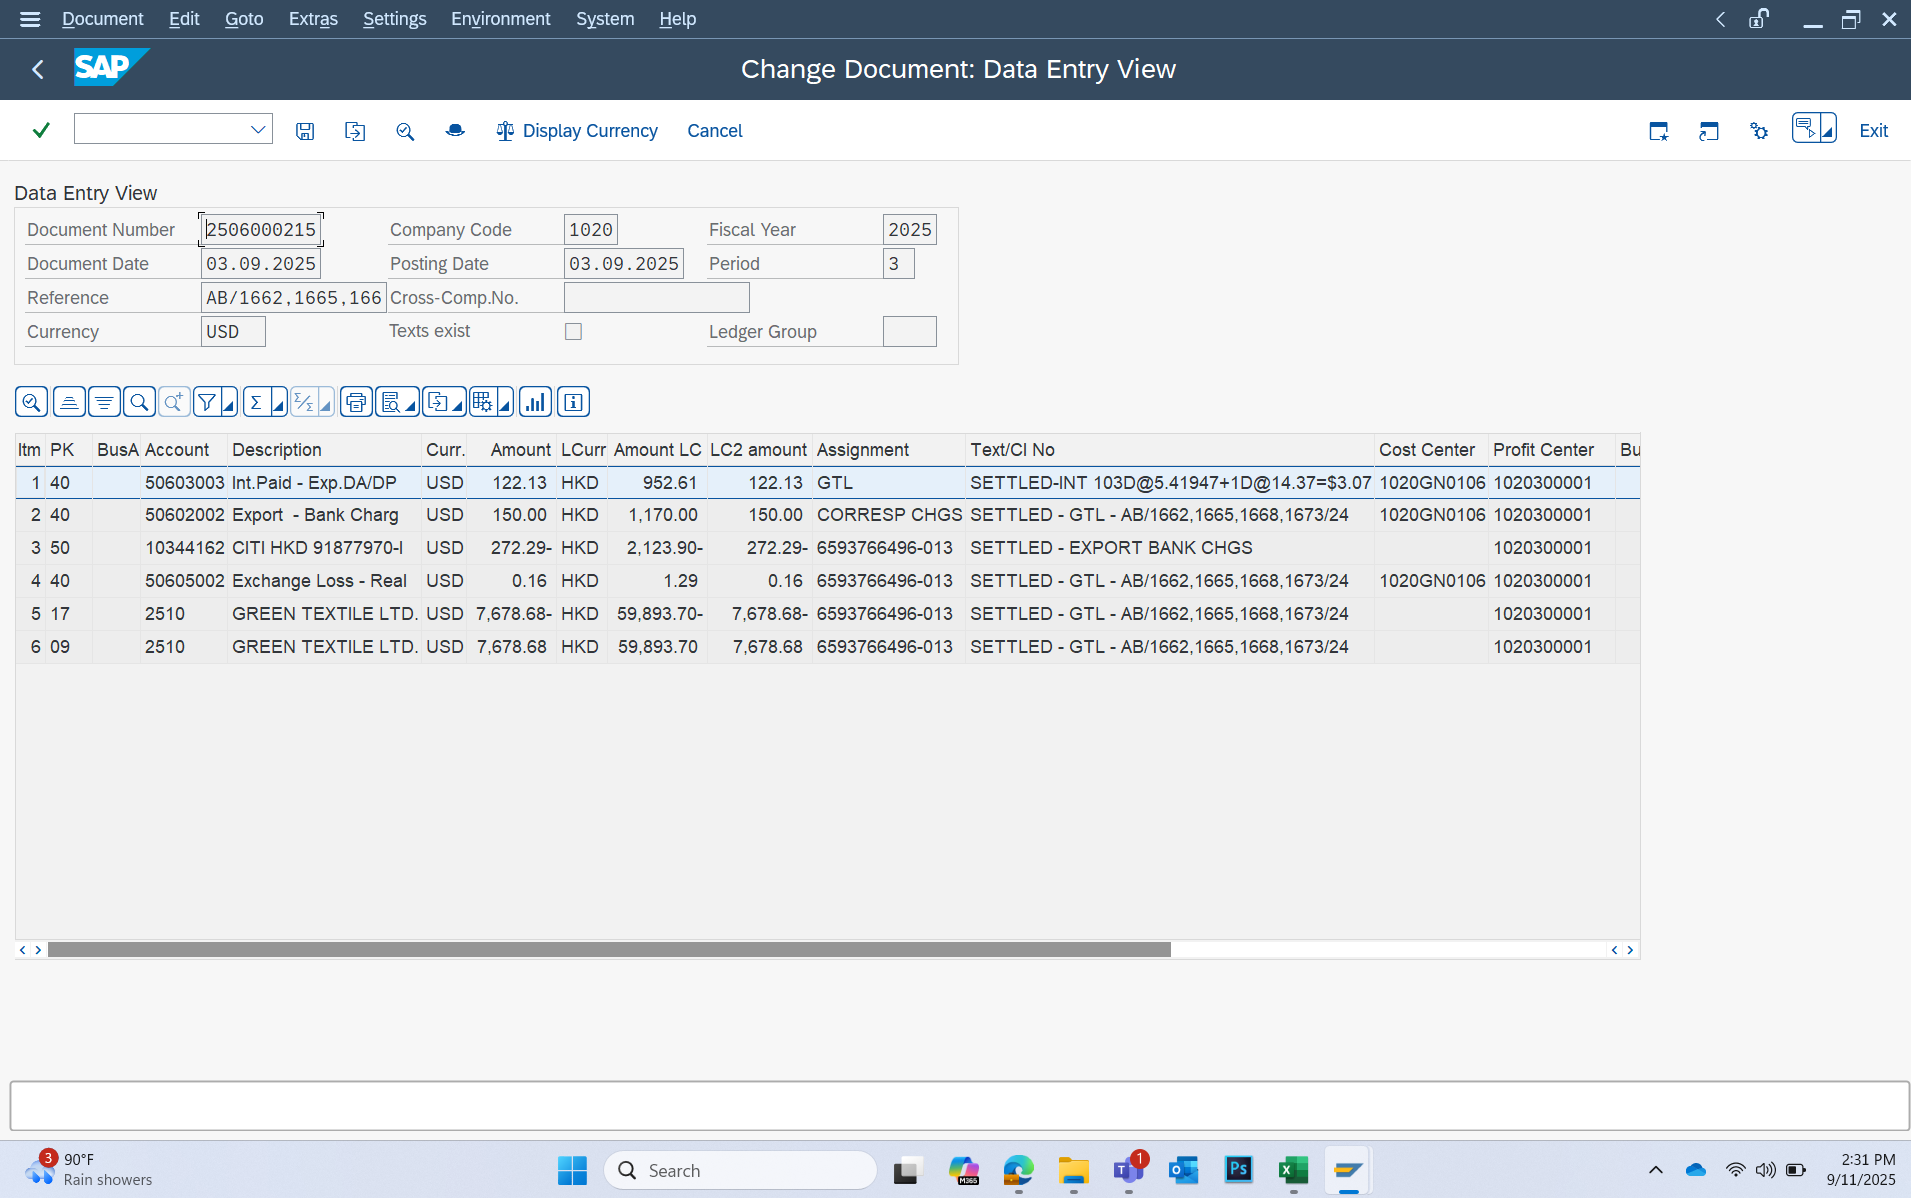 Document Edit Goto Extras Settings Environment System Help
SAP Change Document: Data Entry View
Display Currency Cancel Exit
Data Entry View
Document Number 2506000215 Company Code 1020 Fiscal Year 2025
Document Date 03.09.2025 Posting Date 03.09.2025 Period 3
Reference AB/1662,1665,166 Cross-Comp.No.
Currency USD Texts exist Ledger Group
Itm PK BusA Account Description Curr. Amount LCurr Amount LC LC2 amount Assignment Text/Cl No Cost Center Profit Center Bu
1 40 50603003 Int.Paid - Exp.DA/DP USD 122.13 HKD 952.61 122.13 GTL SETTLED-INT 103D@5.41947+1D@14.37=$3.07 1020GN0106 1020300001
2 40 50602002 Export - Bank Charg USD 150.00 HKD 1,170.00 150.00 CORRESP CHGS SETTLED - GTL - AB/1662,1665,1668,1673/24 1020GN0106 1020300001
3 50 10344162 CITI HKD 91877970-I USD 272.29- HKD 2,123.90- 272.29- 6593766496-013 SETTLED - EXPORT BANK CHGS 1020300001
4 40 50605002 Exchange Loss - Real USD 0.16 HKD 1.29 0.16 6593766496-013 SETTLED - GTL - AB/1662,1665,1668,1673/24 1020GN0106 1020300001
5 17 2510 GREEN TEXTILE LTD. USD 7,678.68- HKD 59,893.70- 7,678.68- 6593766496-013 SETTLED - GTL - AB/1662,1665,1668,1673/24 1020300001
6 09 2510 GREEN TEXTILE LTD. USD 7,678.68 HKD 59,893.70 7,678.68 6593766496-013 SETTLED - GTL - AB/1662,1665,1668,1673/24 1020300001
3 90°F
Rain showers
Search
M365
T 1
Ps
2:31 PM
9/11/2025